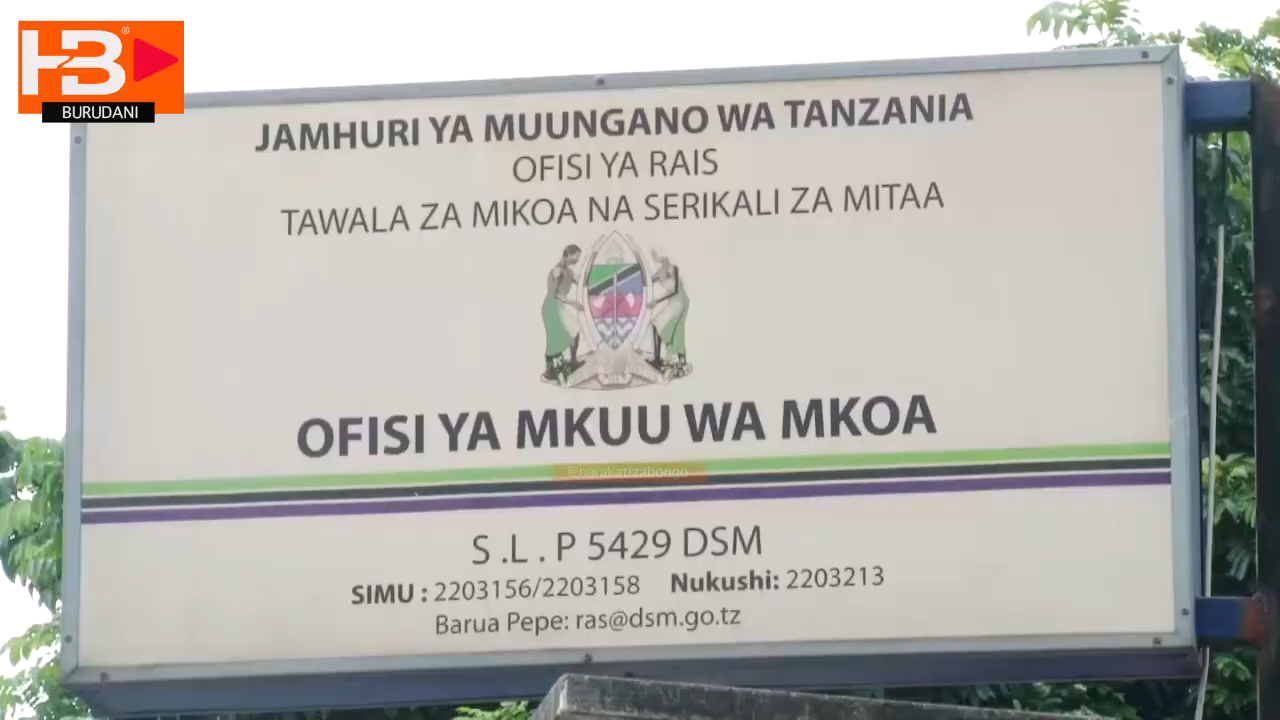 HB®
BURUDANI
JAMHURI YA MUUNGANO WA TANZANIA
OFISI YA RAIS
TAWALA ZA MIKOA NA SERIKALI ZA MITAA
OFISI YA MKUU WA MKOA
@barakatizabongo
S .L . P 5429 DSM
SIMU : 2203156/2203158 Nukushi: 2203213
Barua Pepe: ras@dsm.go.tz